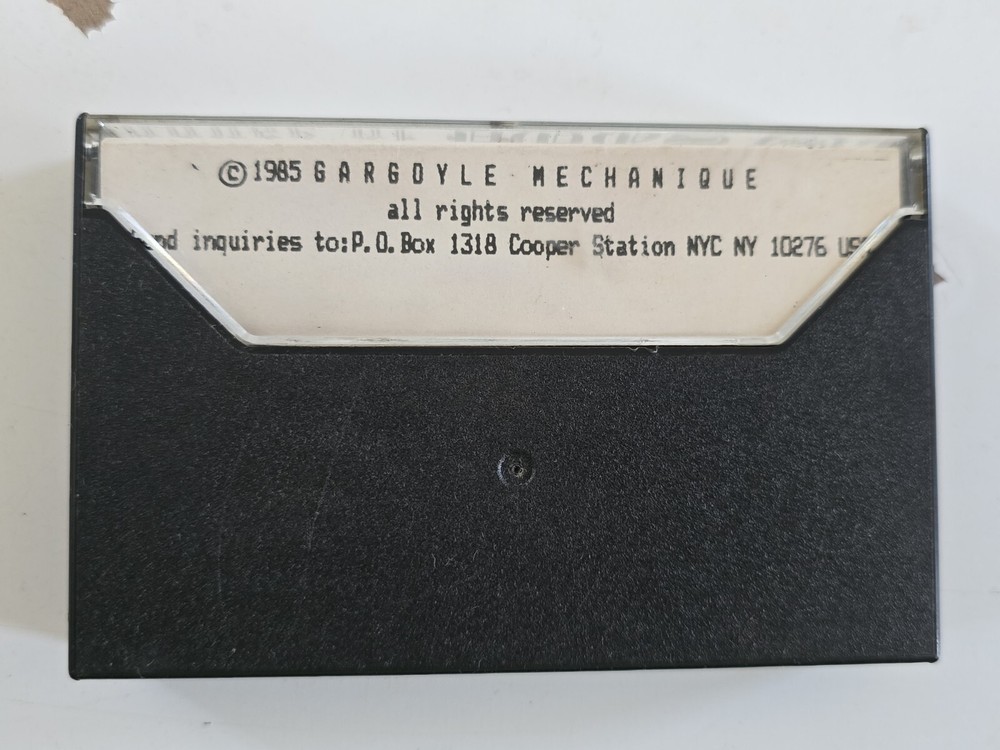 ©1985 GARGOYLE MECHANIQUE
all rights reserved
inquiries to:P.O.Box 1318 Cooper Station NYC NY 10276